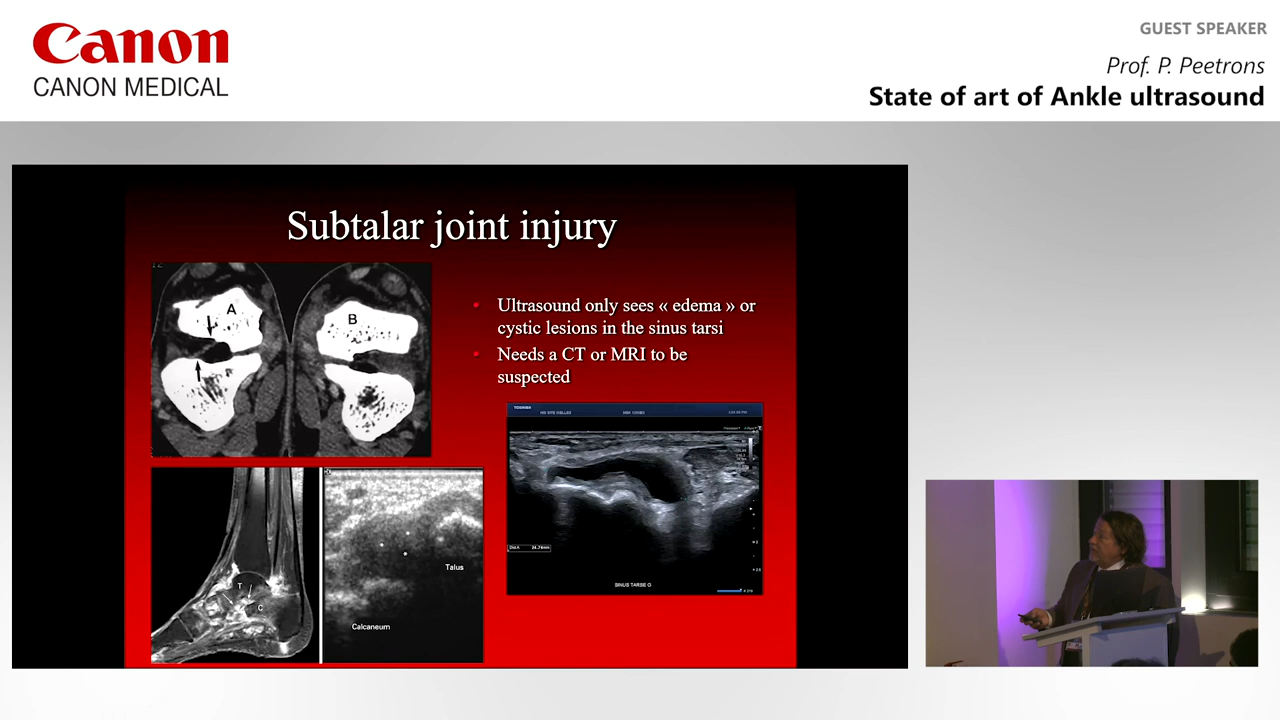 Canon
CANON MEDICAL
GUEST SPEAKER
Prof. P. Peetrons
State of art of Ankle ultrasound
Subtalar joint injury
A
B
• Ultrasound only sees « edema » or
cystic lesions in the sinus tarsi
• Needs a CT or MRI to be
suspected
TOSHIBA
SINUS TARSE G
T
C
Talus
Calcaneum